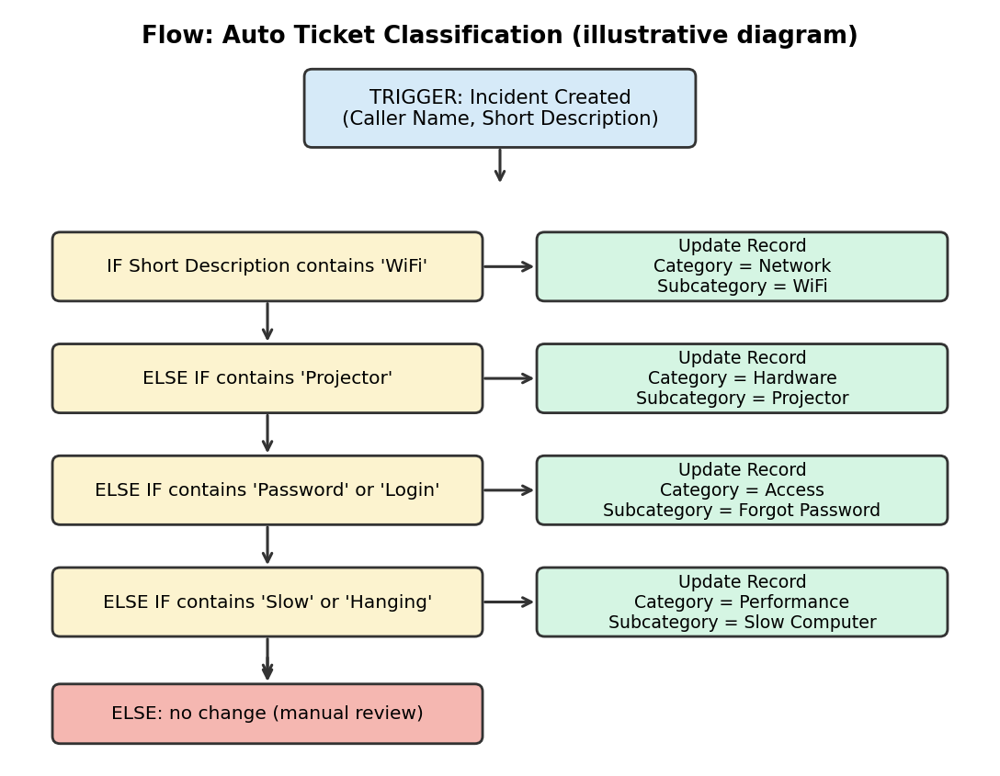 Flow: Auto Ticket Classification (illustrative diagram)
TRIGGER: Incident Created
(Caller Name, Short Description)
IF Short Description contains 'WiFi'
Update Record
Category = Network
Subcategory = WiFi
ELSE IF contains 'Projector'
Update Record
Category = Hardware
Subcategory = Projector
ELSE IF contains 'Password' or 'Login'
Update Record
Category = Access
Subcategory = Forgot Password
ELSE IF contains 'Slow' or 'Hanging'
Update Record
Category = Performance
Subcategory = Slow Computer
ELSE: no change (manual review)